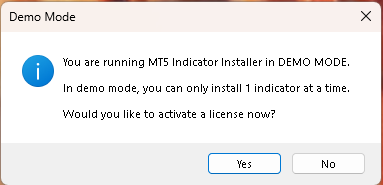 Demo Mode
You are running MT5 Indicator Installer in DEMO MODE.
In demo mode, you can only install 1 indicator at a time.
Would you like to activate a license now?
Yes No